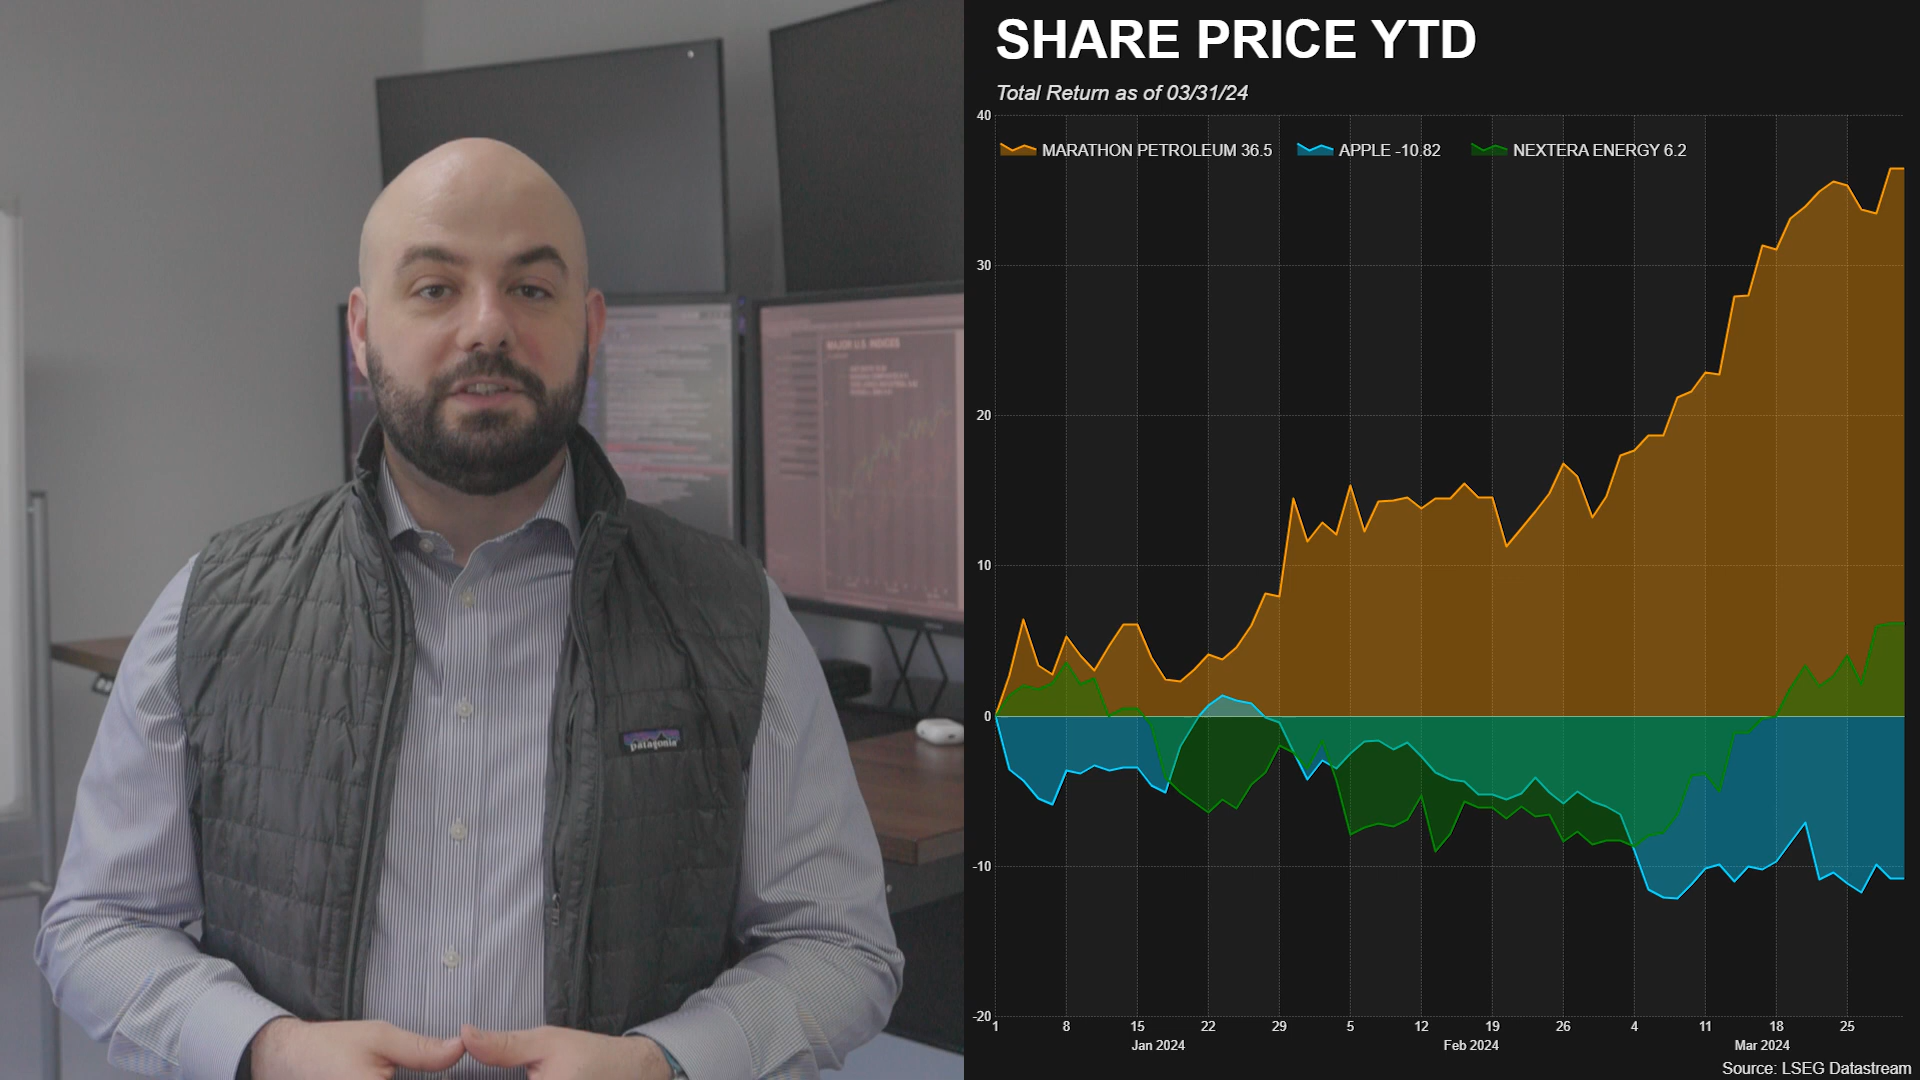 SHARE PRICE YTD
Total Return as of 03/31/24
MARATHON PETROLEUM 36.5 APPLE -10.82 NEXTERA ENERGY 6.2
40
30
20
10
0
-10
-20
1 8 15 22 29 5 12 19 26 4 11 18 25
Jan 2024 Feb 2024 Mar 2024
Source: LSEG Datastream
MAJOR U.S. INDICES
patagonia